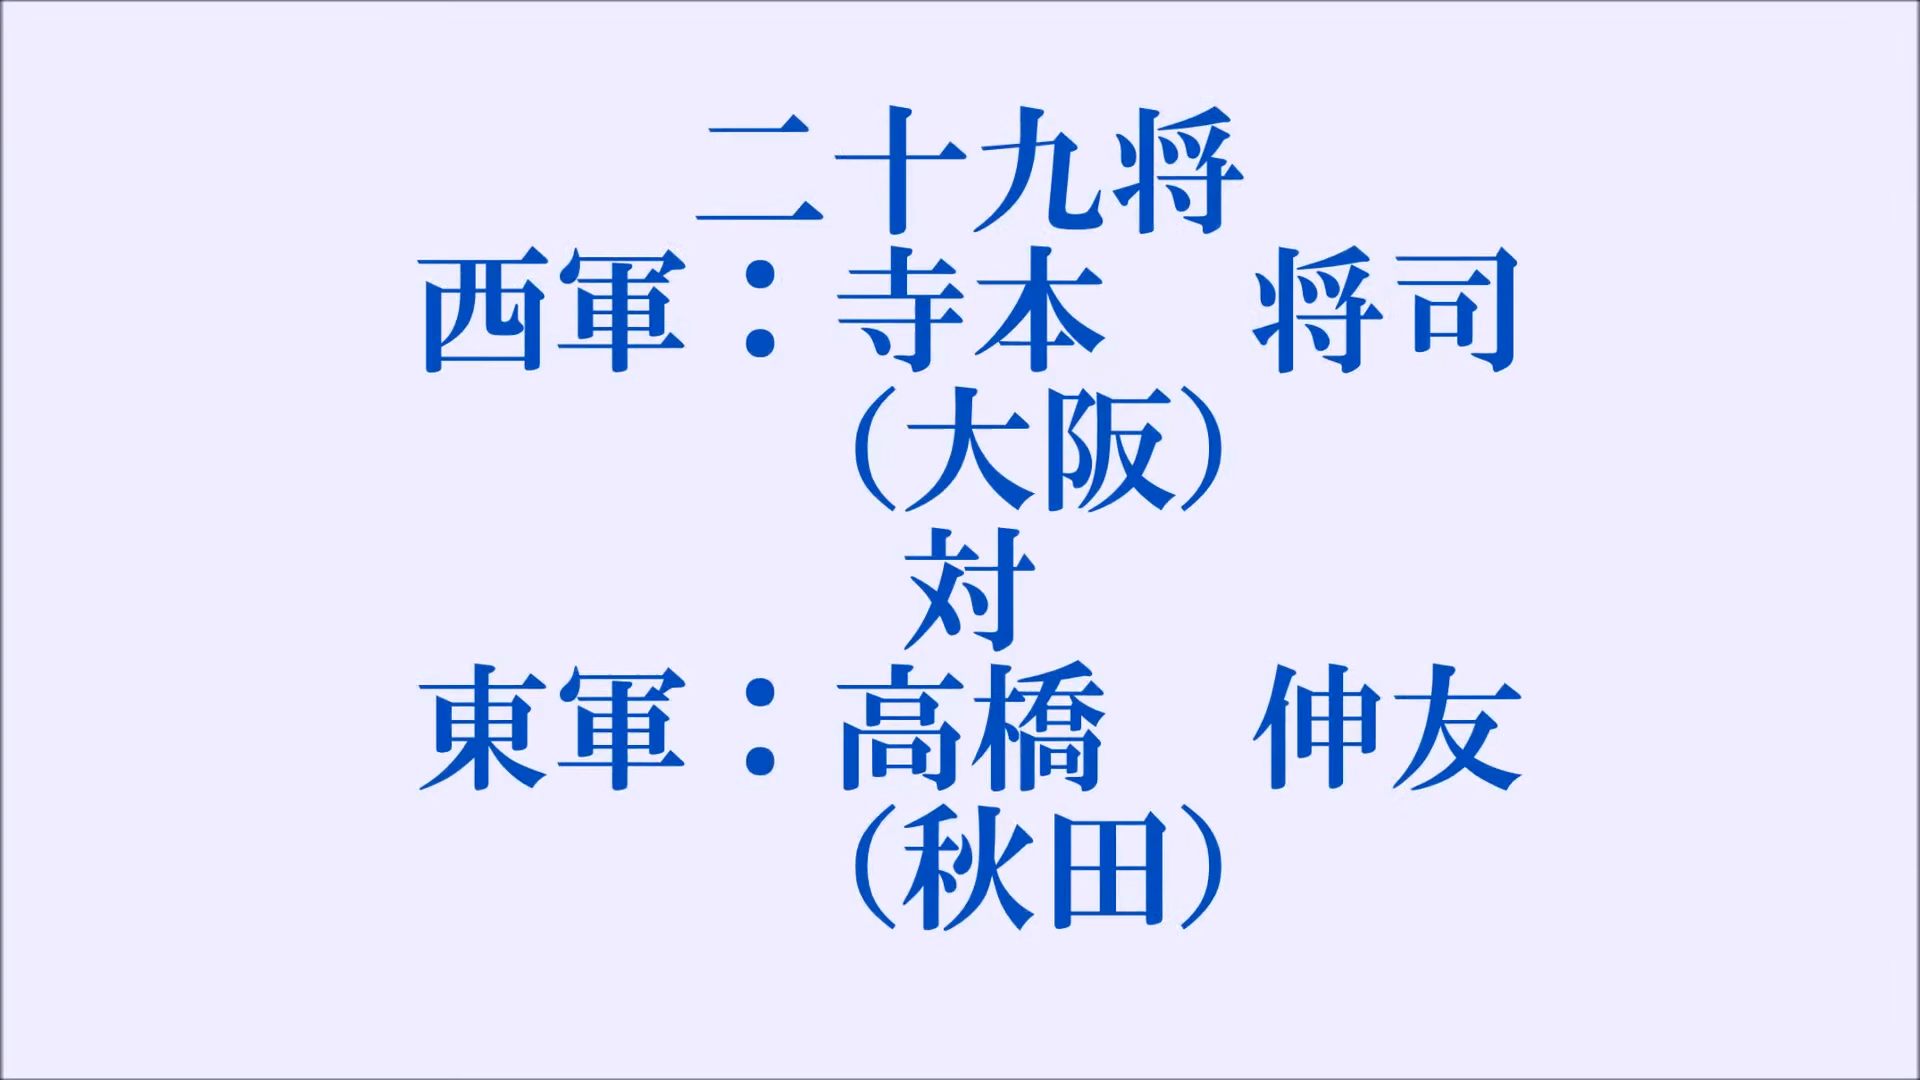 二十九将
西軍：寺本　将司
（大阪）
対
東軍：高橋　伸友
（秋田）